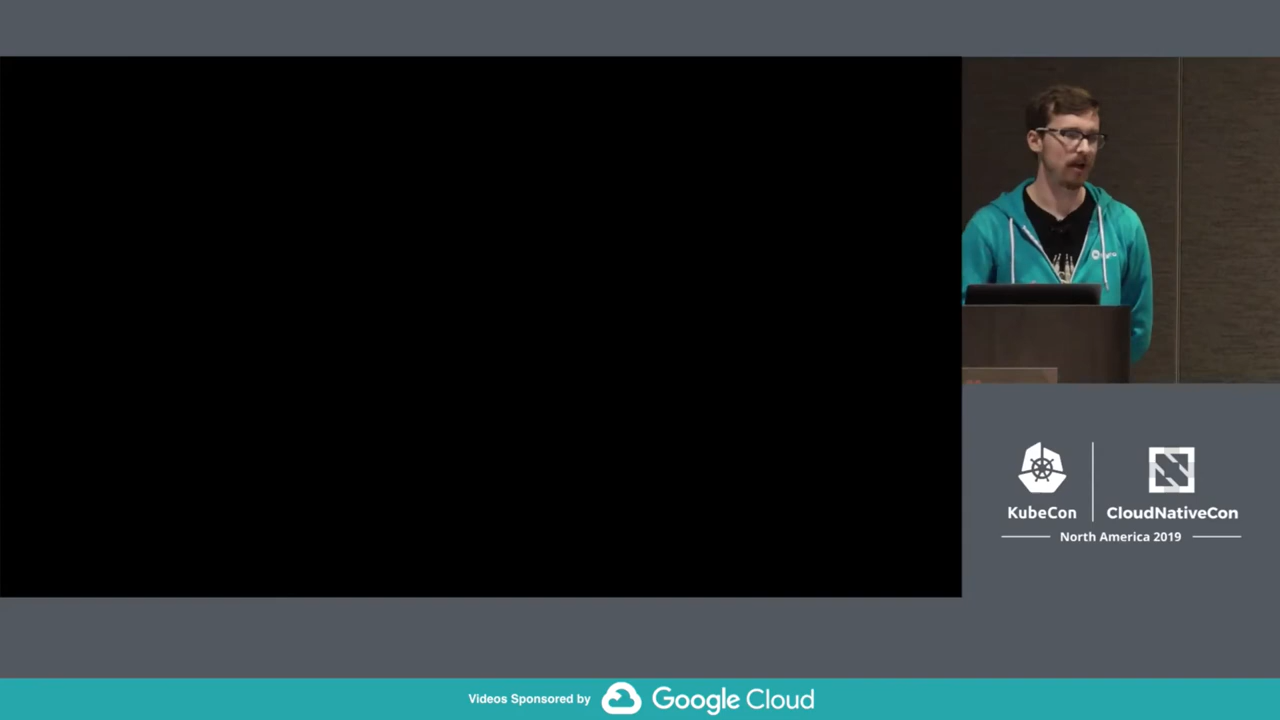 KubeCon
CloudNativeCon
North America 2019
Videos Sponsored by
Google Cloud